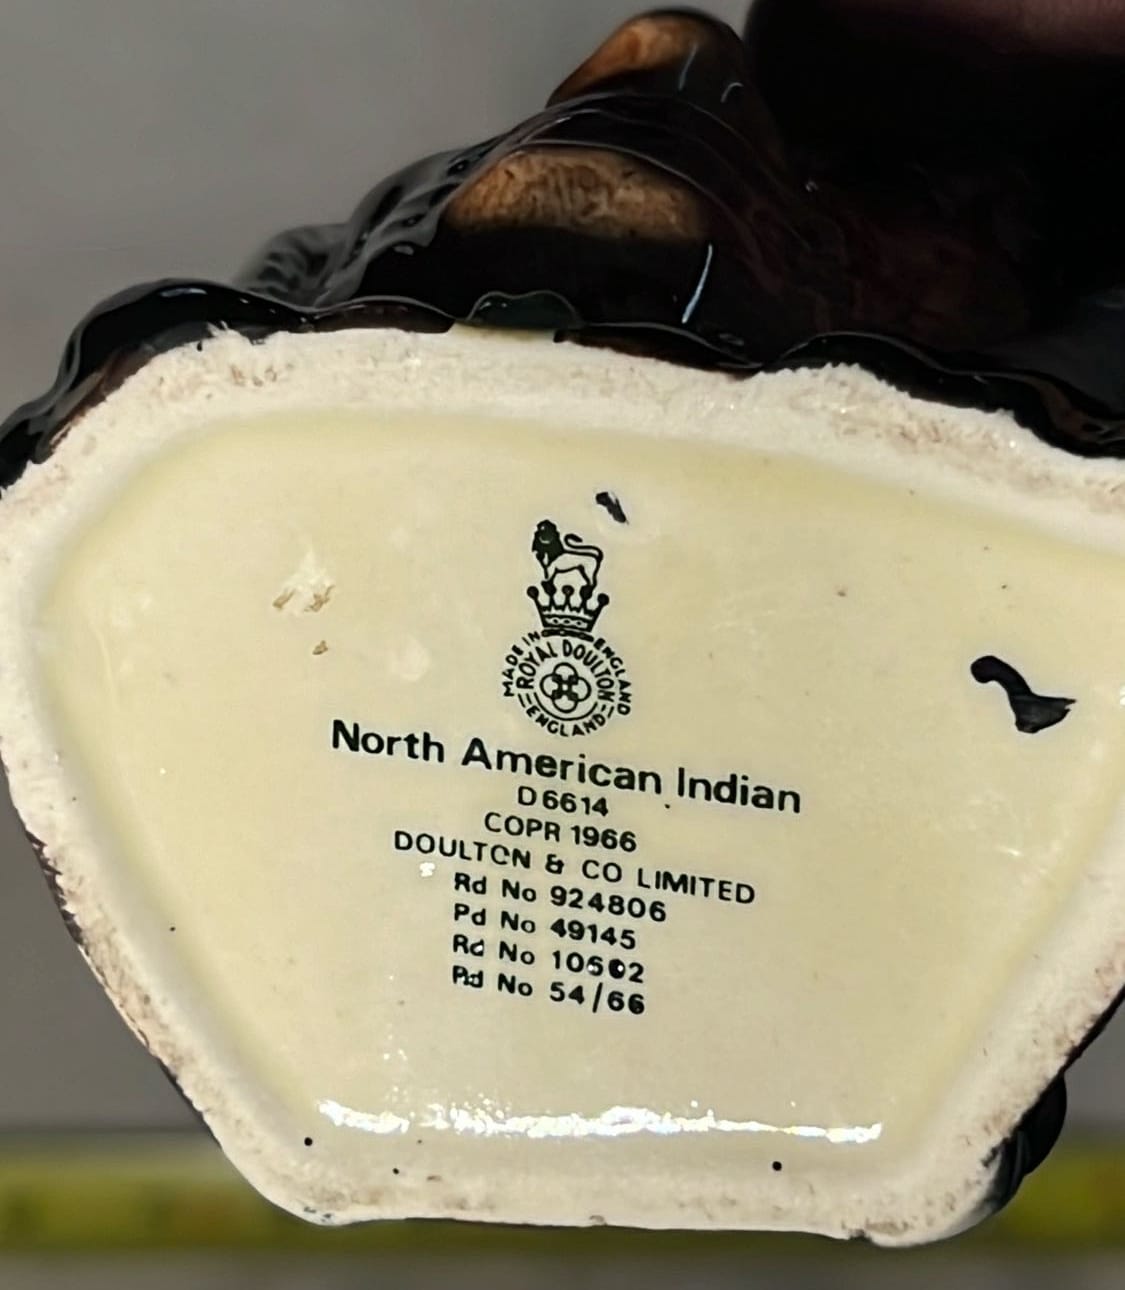 MADE IN ENGLAND
ROYAL DOULTON
ENGLAND
North American Indian
D6614
COPR 1966
DOULTON & CO LIMITED
Rd No 924806
Pd No 49145
Rd No 10502
Rd No 54/66